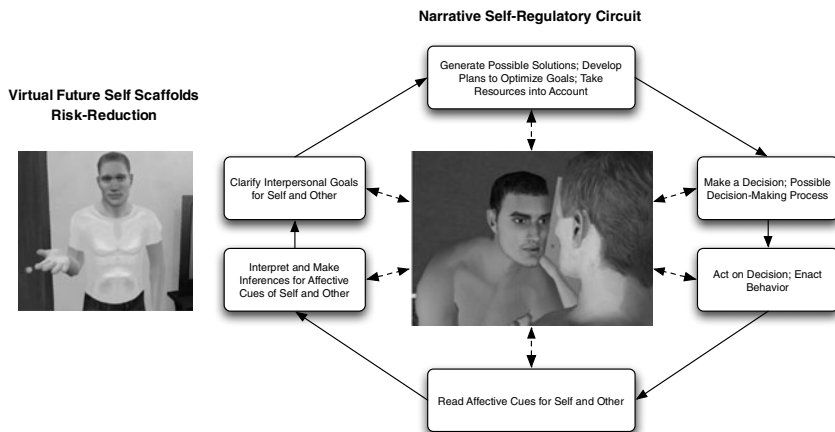 Narrative Self-Regulatory Circuit
Virtual Future Self Scaffolds
Risk-Reduction
Generate Possible Solutions; Develop
Plans to Optimize Goals; Take
Resources into Account
Clarify Interpersonal Goals
for Self and Other
Make a Decision; Possible
Decision-Making Process
Interpret and Make
Inferences for Affective
Cues of Self and Other
Act on Decision; Enact
Behavior
Read Affective Cues for Self and Other